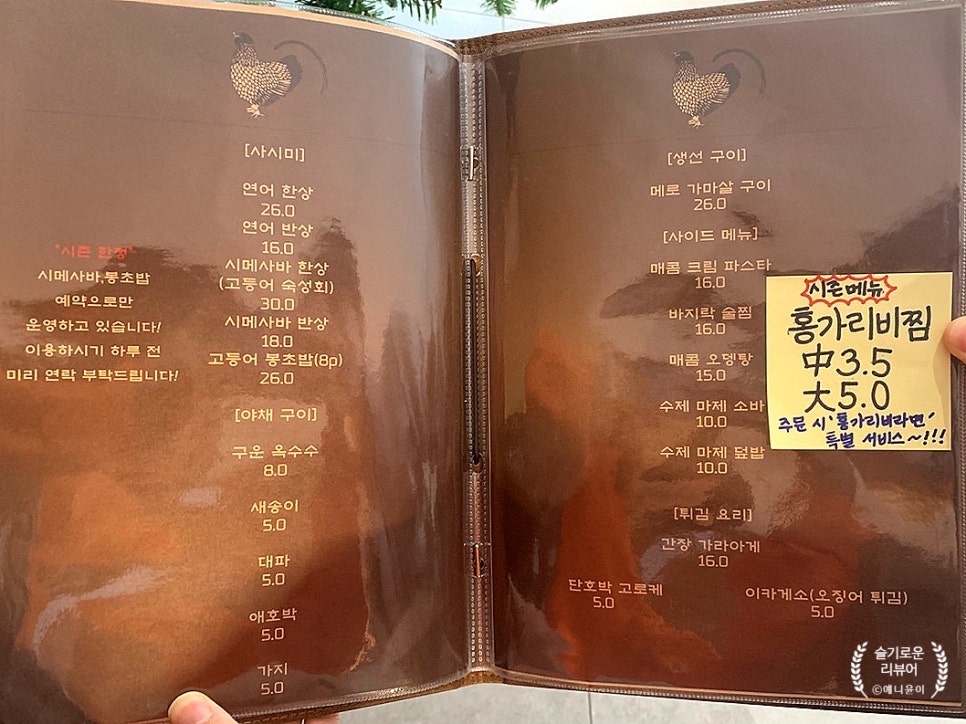 [사시미]
연어 한상
26.0
연어 반상
16.0
시메사바 한상
(고등어 숙성회)
30.0
시메사바 반상
18.0
고등어 봉초밥(8p)
26.0
"시즌 한정"
시메사바,봉초밥
예약으로만
운영하고 있습니다!
이용하시기 하루 전
미리 연락 부탁드립니다!
[야채 구이]
구운 옥수수
8.0
새송이
5.0
대파
5.0
애호박
5.0
가지
5.0
[생선 구이]
메로 가마살 구이
26.0
[사이드 메뉴]
매콤 크림 파스타
16.0
바지락 술찜
16.0
매콤 오뎅탕
15.0
수제 마제 소바
10.0
수제 마제 덮밥
10.0
[튀김 요리]
간장 가라아게
16.0
단호박 고로케
5.0
이카게소(오징어 튀김)
5.0
시즌메뉴
홍가리비찜
中 3.5
大 5.0
주문 시 '홍가리비라면'
특별 서비스~!!!
슬기로운
리뷰어
©예니윤이